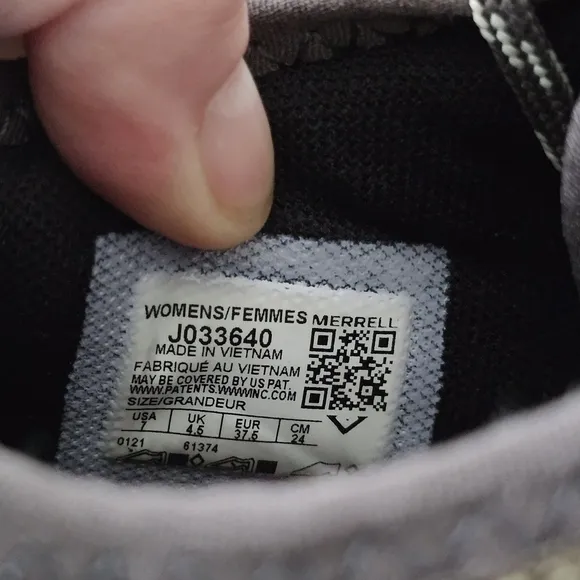 WOMENS/FEMMES MERRELL
J033640
MADE IN VIETNAM
FABRIQUÉ AU VIETNAM
MAY BE COVERED BY US PAT.
WWW.PATENTS.WWWINC.COM
SIZE/GRANDEUR
USA UK EUR CM
7 4.5 37.5 24
0121 61374